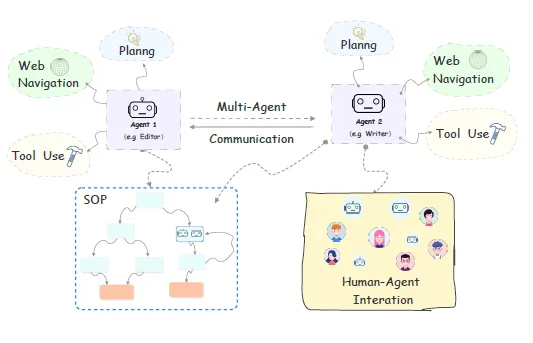 Planng
Planng
Web
Navigation
Web
Navigation
Agent 1
(e.g Editor)
Multi-Agent
Communication
Agent 2
(e.g Writer)
Tool Use
Tool Use
SOP
Human-Agent
Interation